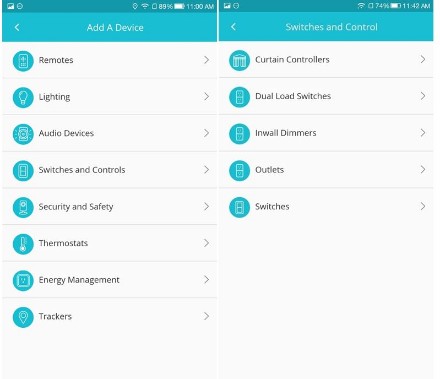 89% 11:00 AM
Add A Device
Remotes
Lighting
Audio Devices
Switches and Controls
Security and Safety
Thermostats
Energy Management
Trackers
74% 11:42 AM
Switches and Control
Curtain Controllers
Dual Load Switches
Inwall Dimmers
Outlets
Switches